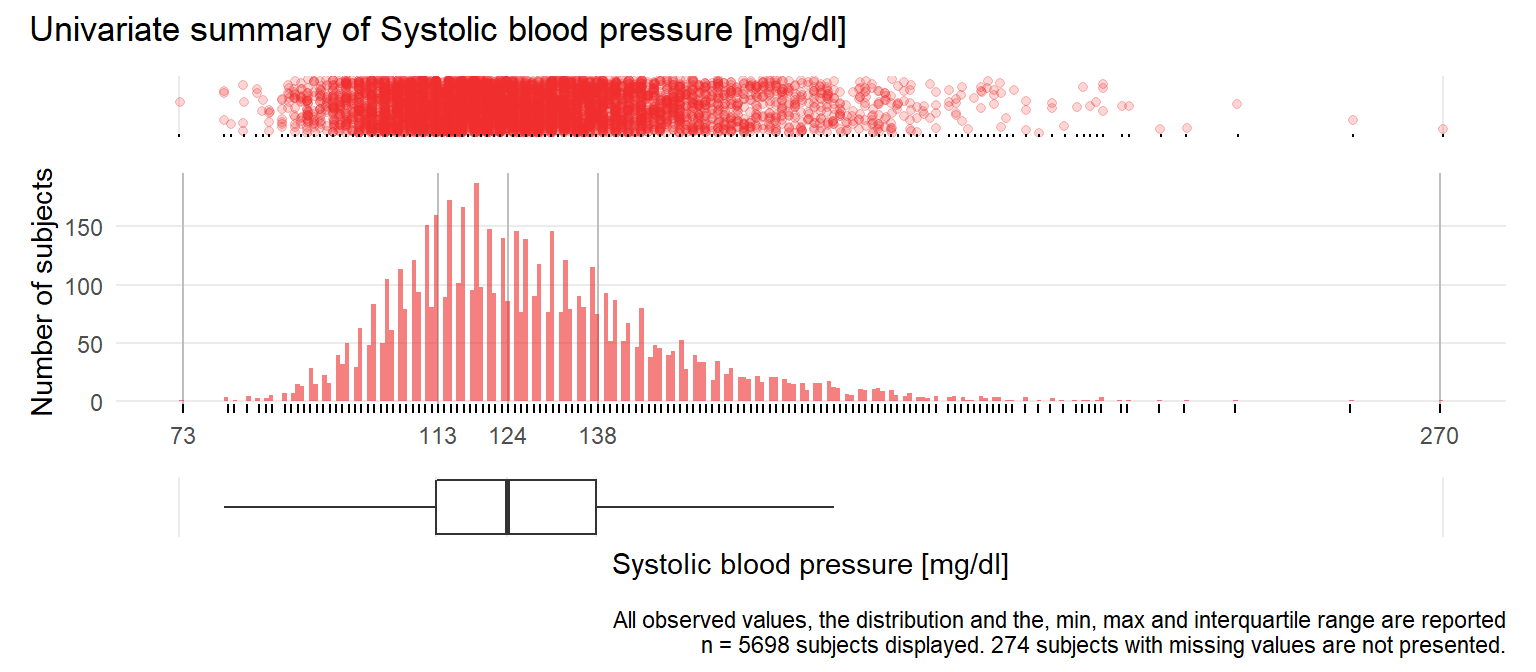 Univariate summary of Systolic blood pressure [mg/dl]
Number of subjects
150
100
50
0
73 113 124 138 270
Systolic blood pressure [mg/dl]
All observed values, the distribution and the, min, max and interquartile range are reported
n = 5698 subjects displayed. 274 subjects with missing values are not presented.